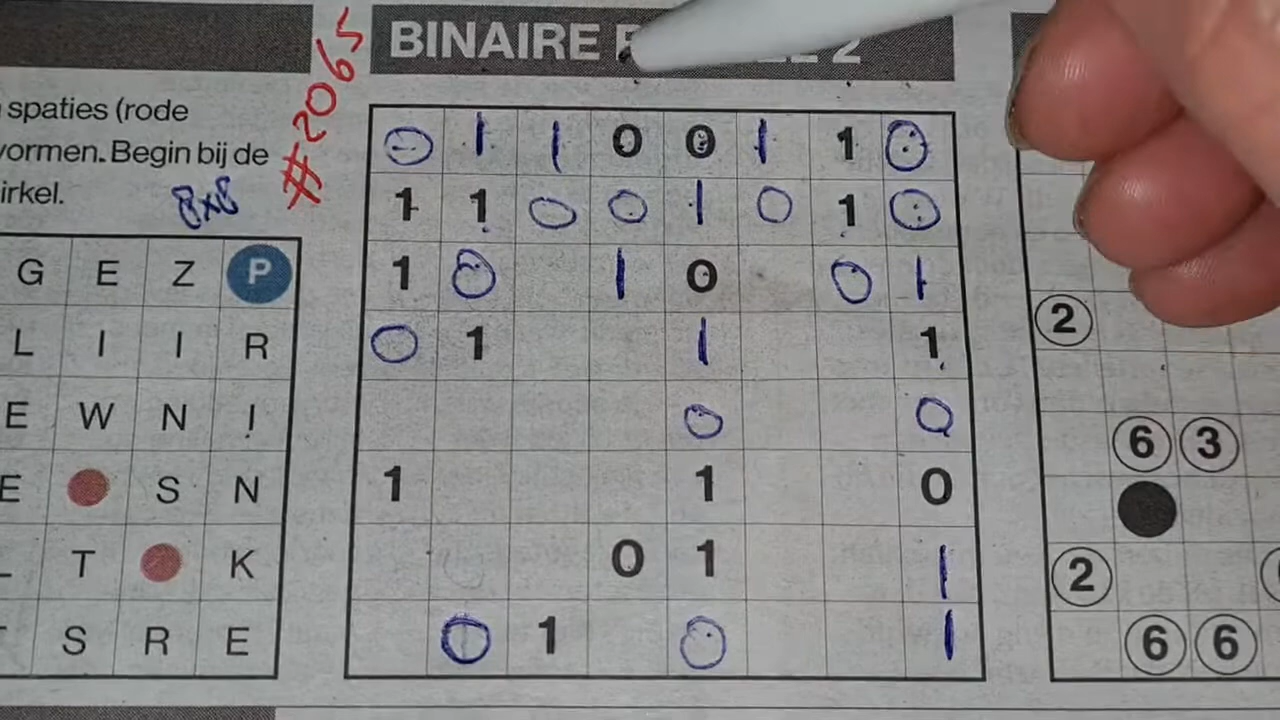 BINAIRE 2
#2065
spaties (rode
vormen. Begin bij de
irkel.
8x8
0 1 1 0 0 1 1 0
1 1 0 0 1 0 1 0
1 0 1 0 0 1
0 1 1 1
0 0
1 1 0
0 1 1
0 1 0 1
G E Z P
L I I R
E W N !
E S N
T K
S R E
2
6 3
2
6 6